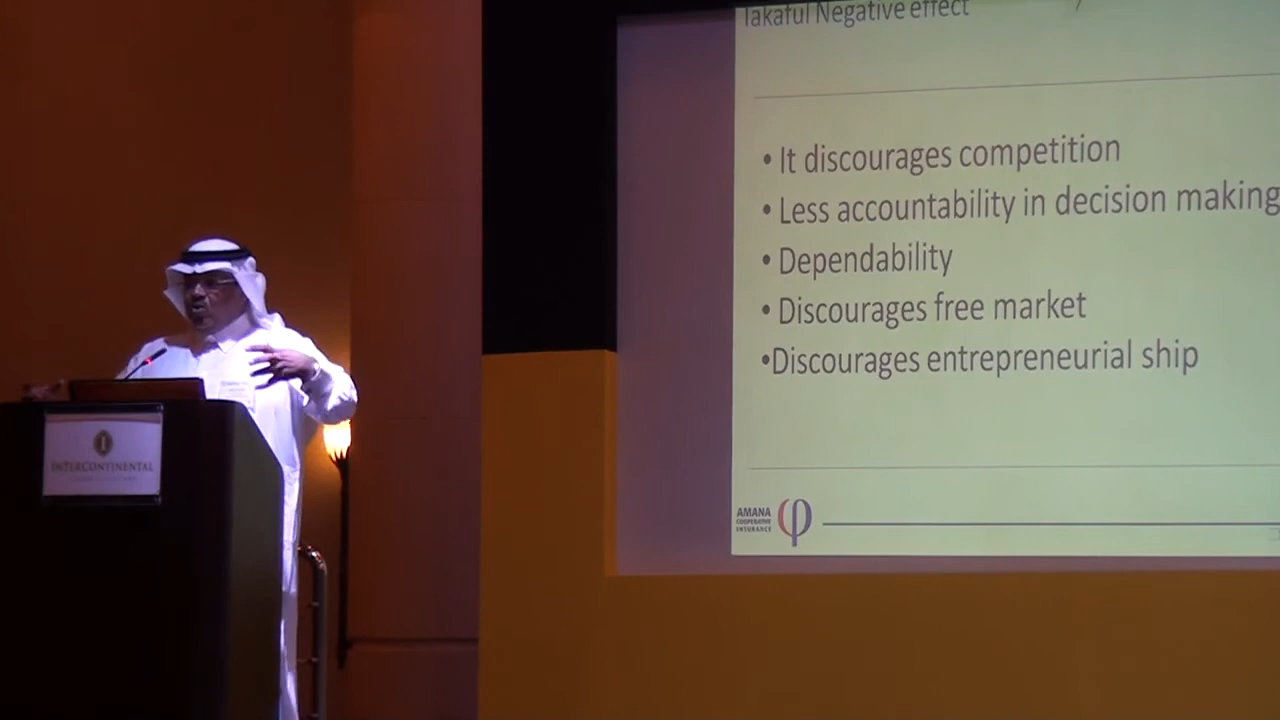 Takaful Negative effect
• It discourages competition
• Less accountability in decision making
• Dependability
• Discourages free market
•Discourages entrepreneurial ship
AMANA
COOPERATIVE
INSURANCE
INTERCONTINENTAL